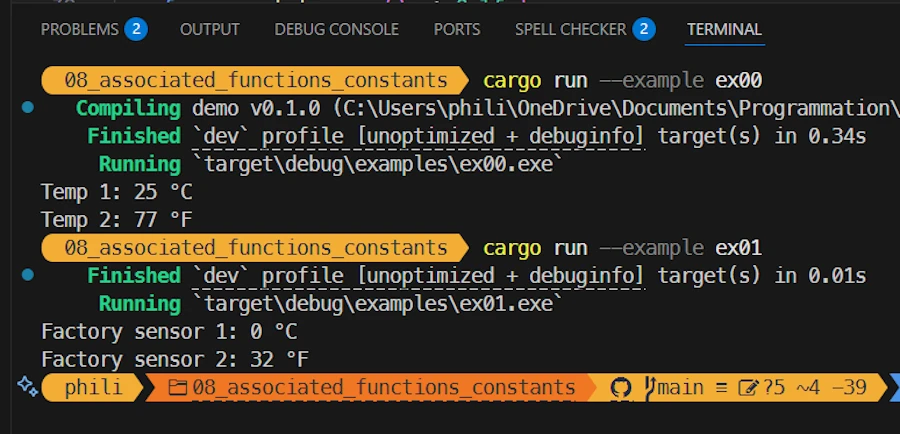 PROBLEMS 2 OUTPUT DEBUG CONSOLE PORTS SPELL CHECKER 2 TERMINAL
08_associated_functions_constants cargo run --example ex00
Compiling demo v0.1.0 (C:\Users\phili\OneDrive\Documents\Programmation\
Finished `dev` profile [unoptimized + debuginfo] target(s) in 0.34s
Running `target\debug\examples\ex00.exe`
Temp 1: 25 °C
Temp 2: 77 °F
08_associated_functions_constants cargo run --example ex01
Finished `dev` profile [unoptimized + debuginfo] target(s) in 0.01s
Running `target\debug\examples\ex01.exe`
Factory sensor 1: 0 °C
Factory sensor 2: 32 °F
phili 08_associated_functions_constants main ≡ ?5 ~4 -39